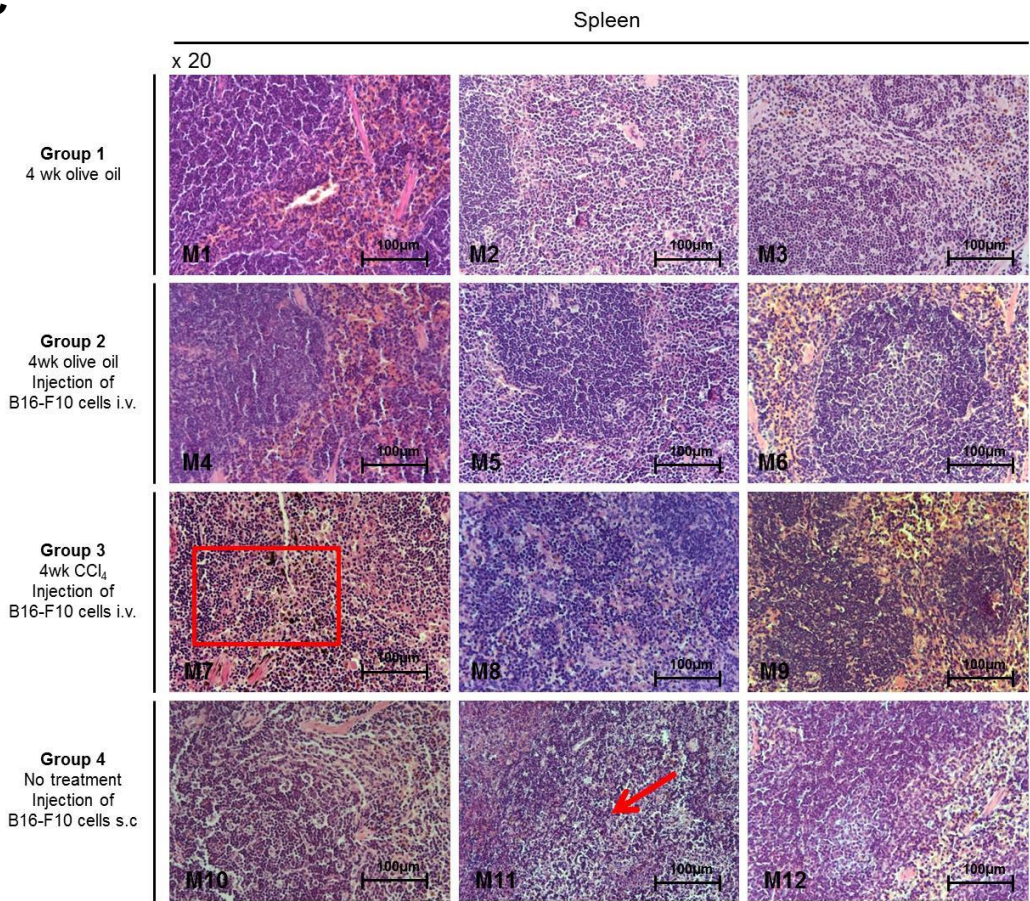 Spleen
x 20
Group 1
4 wk olive oil
M1
100µm
M2
100µm
M3
100µm
Group 2
4wk olive oil
Injection of
B16-F10 cells i.v.
M4
100µm
M5
100µm
M6
100µm
Group 3
4wk CCl₄
Injection of
B16-F10 cells i.v.
M7
100µm
M8
100µm
M9
100µm
Group 4
No treatment
Injection of
B16-F10 cells s.c
M10
100µm
M11
100µm
M12
100µm